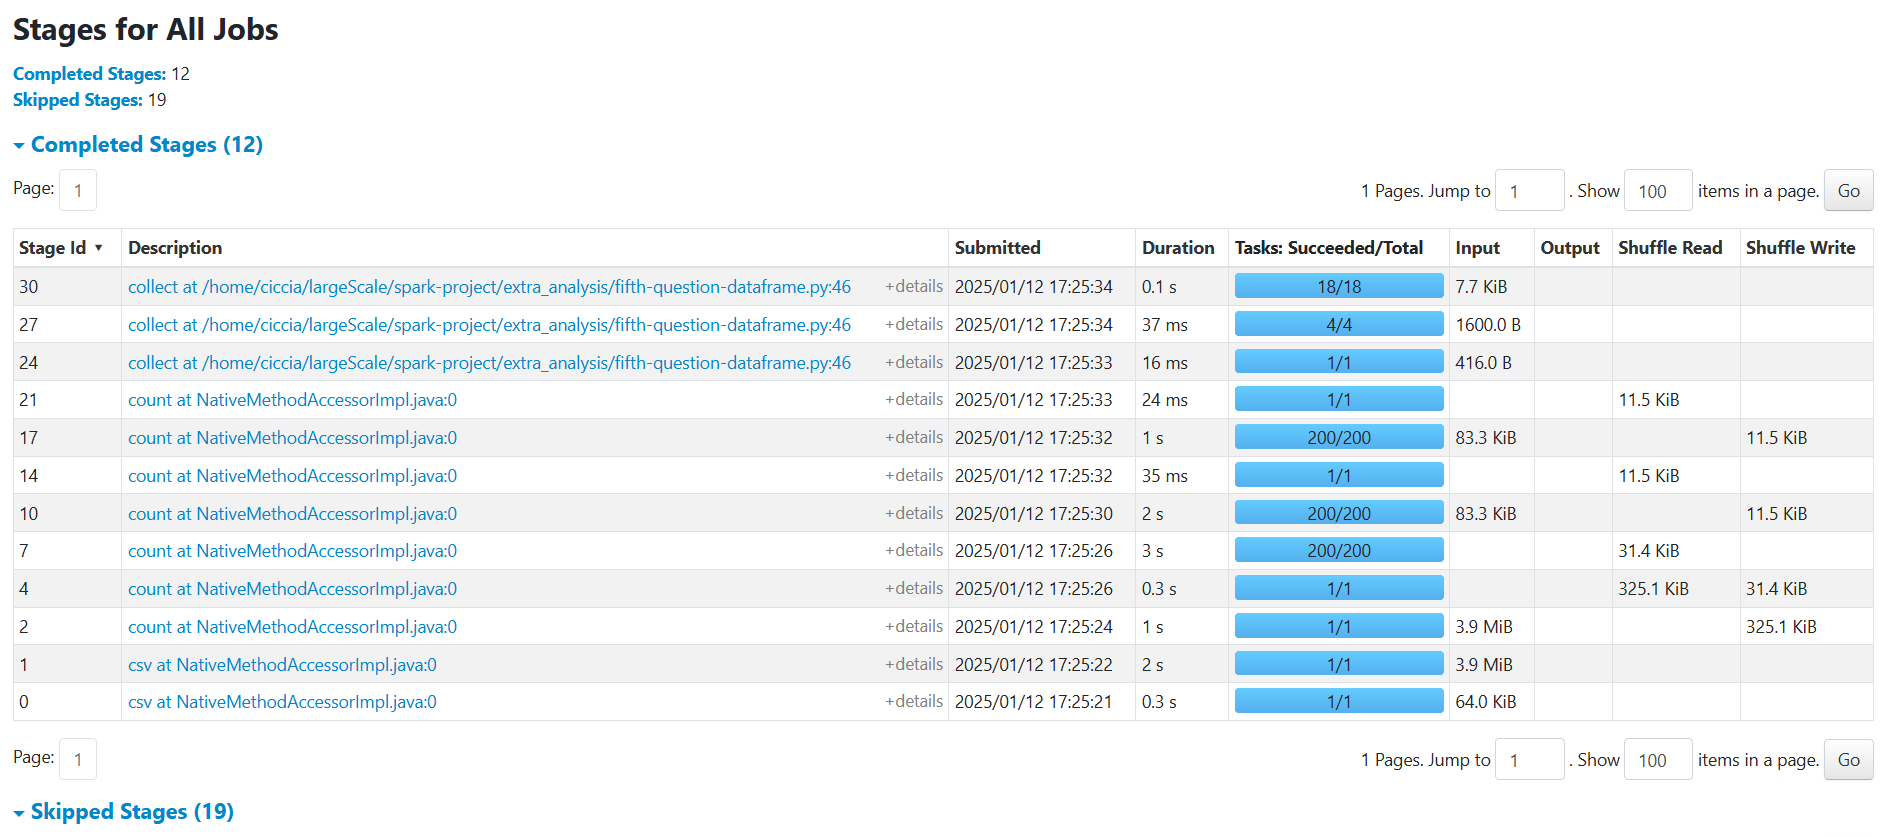 Stages for All Jobs
Completed Stages: 12
Skipped Stages: 19
Completed Stages (12)
Page: 1 1 Pages. Jump to 1 . Show 100 items in a page. Go
Stage Id ▾ Description Submitted Duration Tasks: Succeeded/Total Input Output Shuffle Read Shuffle Write
30 collect at /home/ciccia/largeScale/spark-project/extra_analysis/fifth-question-dataframe.py:46 +details 2025/01/12 17:25:34 0.1 s 18/18 7.7 KiB
27 collect at /home/ciccia/largeScale/spark-project/extra_analysis/fifth-question-dataframe.py:46 +details 2025/01/12 17:25:34 37 ms 4/4 1600.0 B
24 collect at /home/ciccia/largeScale/spark-project/extra_analysis/fifth-question-dataframe.py:46 +details 2025/01/12 17:25:33 16 ms 1/1 416.0 B
21 count at NativeMethodAccessorImpl.java:0 +details 2025/01/12 17:25:33 24 ms 1/1 11.5 KiB
17 count at NativeMethodAccessorImpl.java:0 +details 2025/01/12 17:25:32 1 s 200/200 83.3 KiB 11.5 KiB
14 count at NativeMethodAccessorImpl.java:0 +details 2025/01/12 17:25:32 35 ms 1/1 11.5 KiB
10 count at NativeMethodAccessorImpl.java:0 +details 2025/01/12 17:25:30 2 s 200/200 83.3 KiB 11.5 KiB
7 count at NativeMethodAccessorImpl.java:0 +details 2025/01/12 17:25:26 3 s 200/200 31.4 KiB
4 count at NativeMethodAccessorImpl.java:0 +details 2025/01/12 17:25:26 0.3 s 1/1 325.1 KiB 31.4 KiB
2 count at NativeMethodAccessorImpl.java:0 +details 2025/01/12 17:25:24 1 s 1/1 3.9 MiB 325.1 KiB
1 csv at NativeMethodAccessorImpl.java:0 +details 2025/01/12 17:25:22 2 s 1/1 3.9 MiB
0 csv at NativeMethodAccessorImpl.java:0 +details 2025/01/12 17:25:21 0.3 s 1/1 64.0 KiB
Page: 1 1 Pages. Jump to 1 . Show 100 items in a page. Go
Skipped Stages (19)